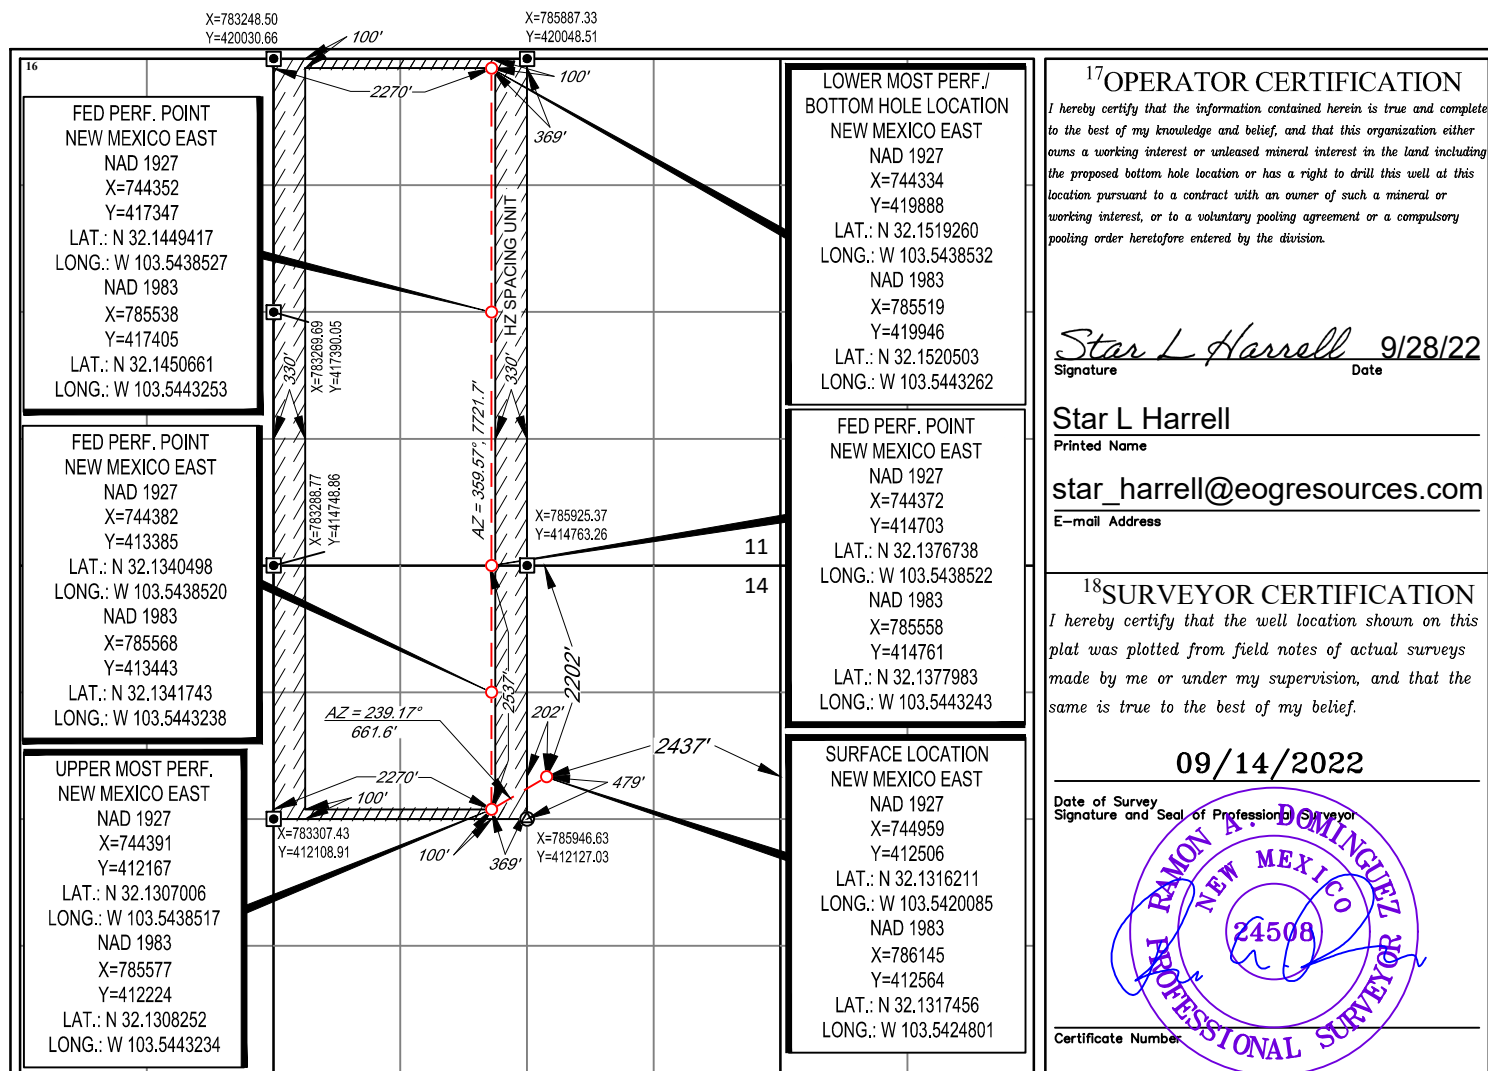 X=783248.50
Y=420030.66
X=785887.33
Y=420048.51
16
100'
2270'
100'
369'
FED PERF. POINT
NEW MEXICO EAST
NAD 1927
X=744352
Y=417347
LAT.: N 32.1449417
LONG.: W 103.5438527
NAD 1983
X=785538
Y=417405
LAT.: N 32.1450661
LONG.: W 103.5443253
FED PERF. POINT
NEW MEXICO EAST
NAD 1927
X=744382
Y=413385
LAT.: N 32.1340498
LONG.: W 103.5438520
NAD 1983
X=785568
Y=413443
LAT.: N 32.1341743
LONG.: W 103.5443238
UPPER MOST PERF.
NEW MEXICO EAST
NAD 1927
X=744391
Y=412167
LAT.: N 32.1307006
LONG.: W 103.5438517
NAD 1983
X=785577
Y=412224
LAT.: N 32.1308252
LONG.: W 103.5443234
HZ SPACING UNIT
330'
X=783269.69
Y=417390.05
330'
AZ = 359.57°, 7721.7'
X=783288.77
Y=414748.86
X=785925.37
Y=414763.26
11
14
2537'
2202'
AZ = 239.17°
661.6'
202'
2437'
2270'
479'
100'
X=783307.43
Y=412108.91
100'
369'
X=785946.63
Y=412127.03
LOWER MOST PERF./
BOTTOM HOLE LOCATION
NEW MEXICO EAST
NAD 1927
X=744334
Y=419888
LAT.: N 32.1519260
LONG.: W 103.5438532
NAD 1983
X=785519
Y=419946
LAT.: N 32.1520503
LONG.: W 103.5443262
FED PERF. POINT
NEW MEXICO EAST
NAD 1927
X=744372
Y=414703
LAT.: N 32.1376738
LONG.: W 103.5438522
NAD 1983
X=785558
Y=414761
LAT.: N 32.1377983
LONG.: W 103.5443243
SURFACE LOCATION
NEW MEXICO EAST
NAD 1927
X=744959
Y=412506
LAT.: N 32.1316211
LONG.: W 103.5420085
NAD 1983
X=786145
Y=412564
LAT.: N 32.1317456
LONG.: W 103.5424801
17OPERATOR CERTIFICATION
I hereby certify that the information contained herein is true and complete
to the best of my knowledge and belief, and that this organization either
owns a working interest or unleased mineral interest in the land including
the proposed bottom hole location or has a right to drill this well at this
location pursuant to a contract with an owner of such a mineral or
working interest, or to a voluntary pooling agreement or a compulsory
pooling order heretofore entered by the division.
Star L Harrell 9/28/22
Signature Date
Star L Harrell
Printed Name
star_harrell@eogresources.com
E-mail Address
18SURVEYOR CERTIFICATION
I hereby certify that the well location shown on this
plat was plotted from field notes of actual surveys
made by me or under my supervision, and that the
same is true to the best of my belief.
09/14/2022
Date of Survey
Signature and Seal of Professional Surveyor
RAMON A. DOMINGUEZ
NEW MEXICO
24508
PROFESSIONAL SURVEYOR
Certificate Number